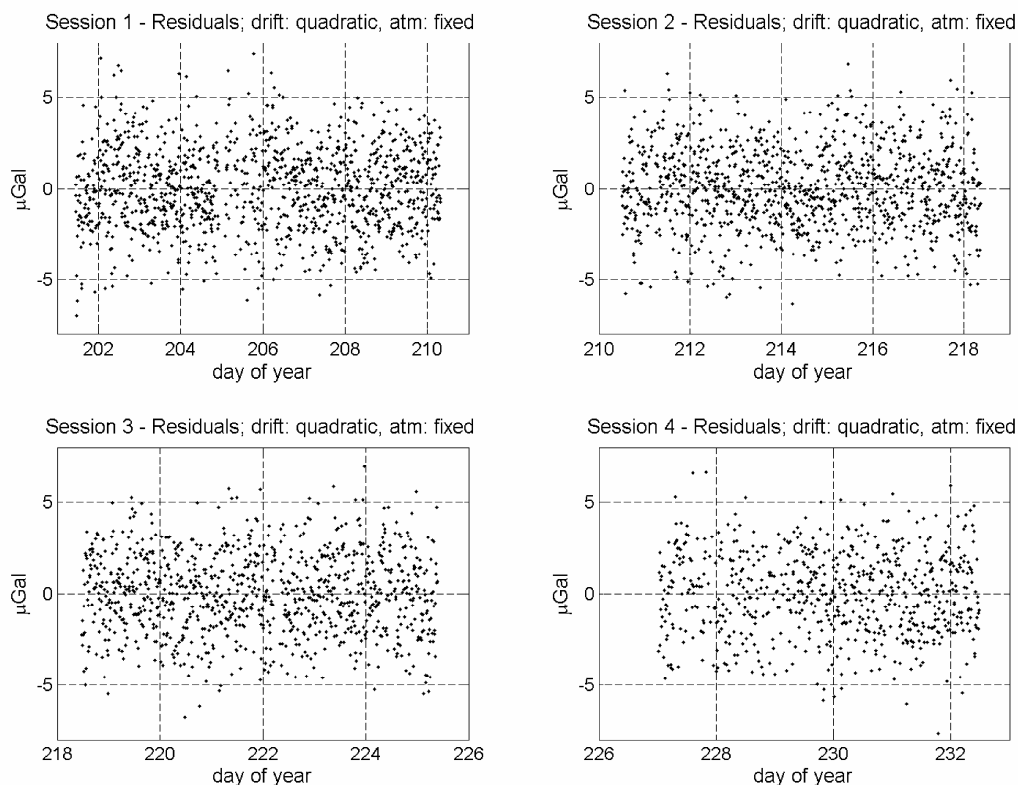 Session 1 - Residuals; drift: quadratic, atm: fixed
5
0
-5
µGal
202 204 206 208 210
day of year
Session 2 - Residuals; drift: quadratic, atm: fixed
5
0
-5
µGal
210 212 214 216 218
day of year
Session 3 - Residuals; drift: quadratic, atm: fixed
5
0
-5
µGal
218 220 222 224 226
day of year
Session 4 - Residuals; drift: quadratic, atm: fixed
5
0
-5
µGal
226 228 230 232
day of year